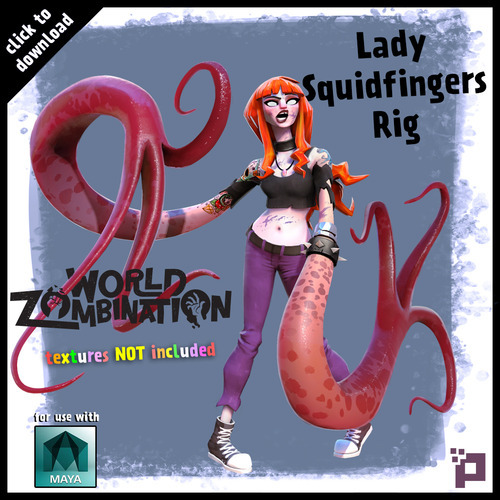 click to
download
Lady
Squidfingers
Rig
WORLD
ZOMBINATION
textures NOT included
for use with
MAYA